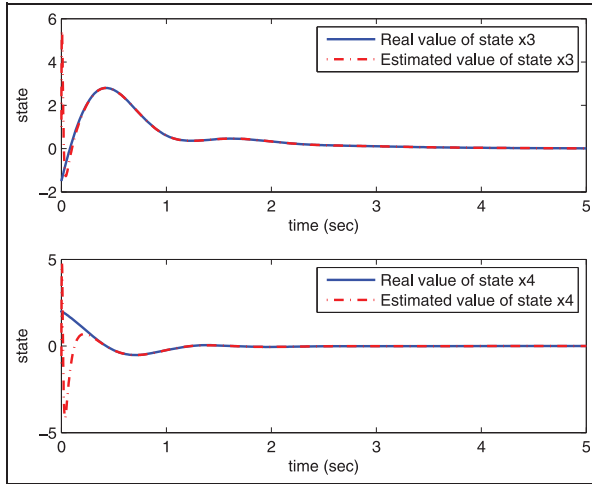 6
4
2
0
−2
state
Real value of state x3
Estimated value of state x3
0 1 2 3 4 5
time (sec)
5
0
−5
state
Real value of state x4
Estimated value of state x4
0 1 2 3 4 5
time (sec)